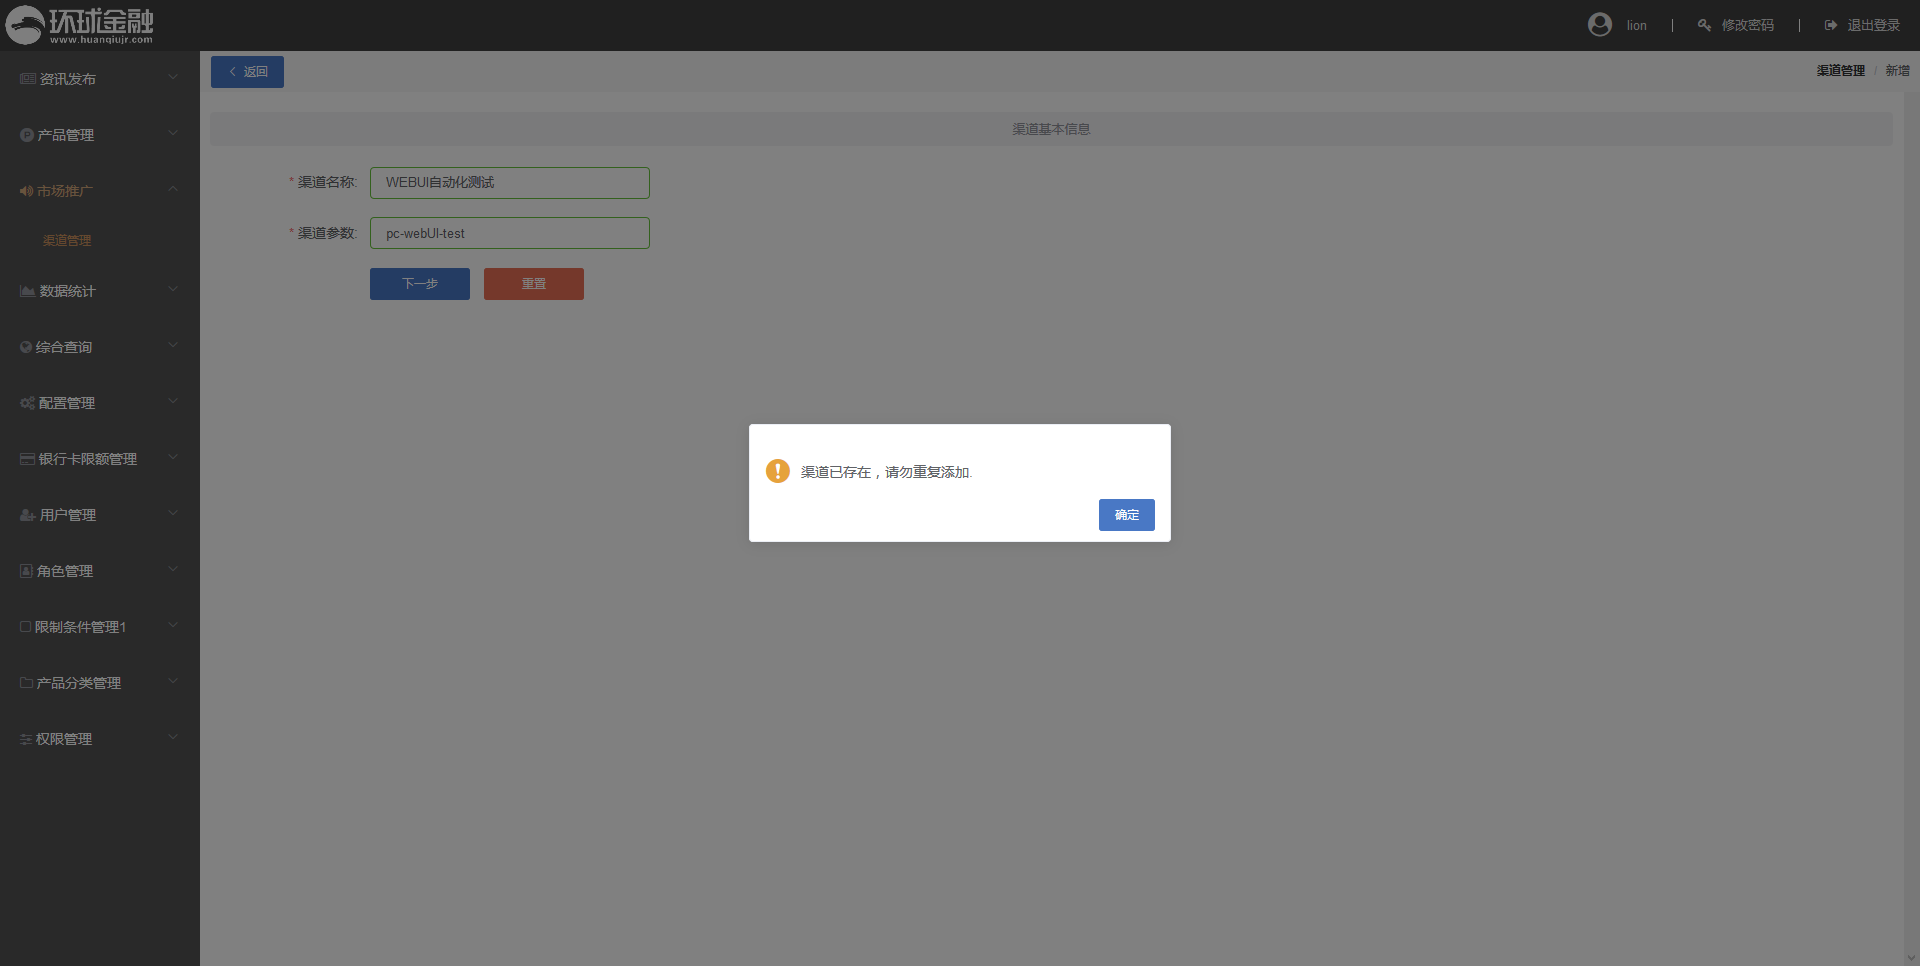 环球金融
www.huanqiujr.com
lion
修改密码
退出登录
资讯发布
产品管理
市场推广
渠道管理
数据统计
综合查询
配置管理
银行卡限额管理
用户管理
角色管理
限制条件管理1
产品分类管理
权限管理
返回
渠道管理 / 新增
渠道基本信息
* 渠道名称: WEBUI自动化测试
* 渠道参数: pc-webUI-test
下一步
重置
渠道已存在，请勿重复添加.
确定